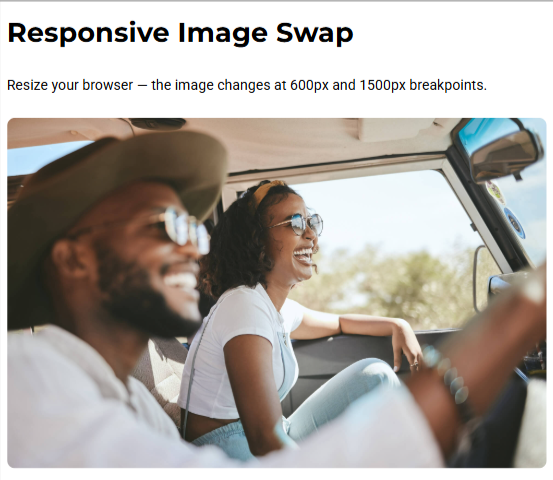 Responsive Image Swap
Resize your browser — the image changes at 600px and 1500px breakpoints.